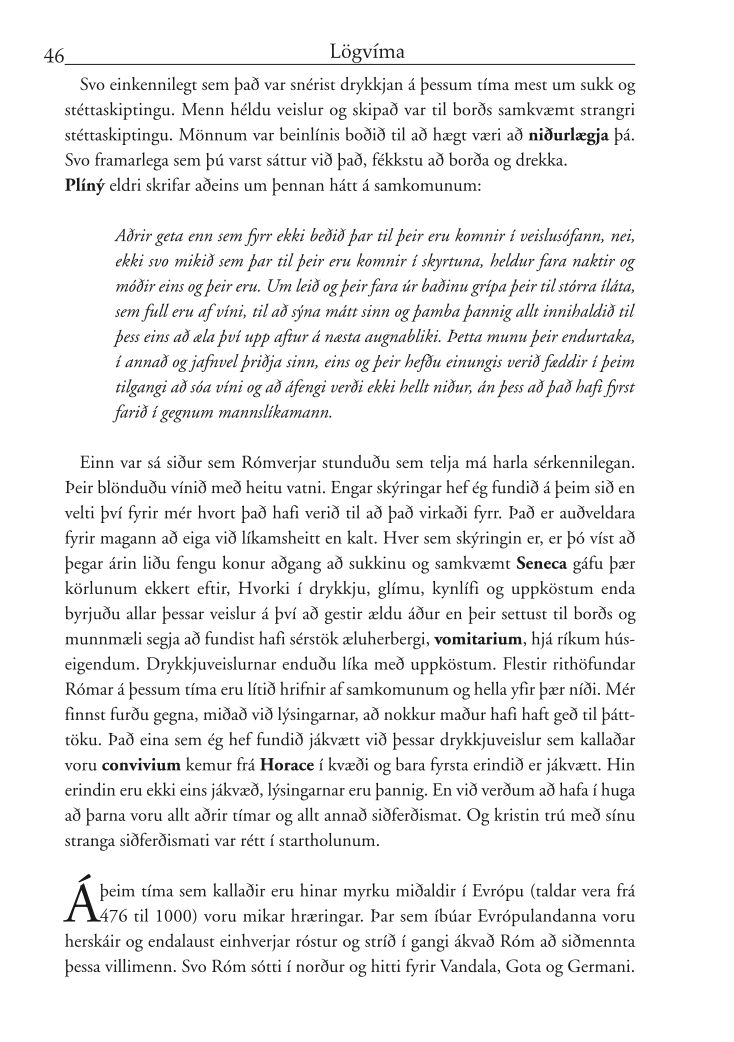 46
Lögvíma
Svo einkennilegt sem það var snérist drykkjan á þessum tíma mest um sukk og
stéttaskiptingu. Menn héldu veislur og skipað var til borðs samkvæmt strangri
stéttaskiptingu. Mönnum var beinlínis boðið til að hægt væri að niðurlægja þá.
Svo framarlega sem þú varst sáttur við það, fékkstu að borða og drekka.
Plíný eldri skrifar aðeins um þennan hátt á samkomunum:
Aðrir geta enn sem fyrr ekki beðið þar til þeir eru komnir í veislusófann, nei,
ekki svo mikið sem þar til þeir eru komnir í skyrtuna, heldur fara naktir og
móðir eins og þeir eru. Um leið og þeir fara úr baðinu grípa þeir til stórra íláta,
sem full eru af víni, til að sýna mátt sinn og þamba þannig allt innihaldið til
þess eins að æla því upp aftur á næsta augnabliki. Þetta munu þeir endurtaka,
í annað og jafnvel þriðja sinn, eins og þeir hefðu einungis verið fæddir í þeim
tilgangi að sóa víni og að áfengi verði ekki hellt niður, án þess að það hafi fyrst
farið í gegnum mannslíkamann.
Einn var sá siður sem Rómverjar stunduðu sem telja má harla sérkennilegan.
Þeir blönduðu vínið með heitu vatni. Engar skýringar hef ég fundið á þeim sið en
velti því fyrir mér hvort það hafi verið til að það virkaði fyrr. Það er auðveldara
fyrir magann að eiga við líkamsheitt en kalt. Hver sem skýringin er, er þó víst að
þegar árin liðu fengu konur aðgang að sukkinu og samkvæmt Seneca gáfu þær
körlunum ekkert eftir, Hvorki í drykkju, glímu, kynlífi og uppköstum enda
byrjuðu allar þessar veislur á því að gestir ældu áður en þeir settust til borðs og
munnmæli segja að fundist hafi sérstök æluherbergi, vomitarium, hjá ríkum hús-
eigendum. Drykkjuveislurnar enduðu líka með uppköstum. Flestir rithöfundar
Rómar á þessum tíma eru lítið hrifnir af samkomunum og hella yfir þær níði. Mér
finnst furðu gegna, miðað við lýsingarnar, að nokkur maður hafi haft geð til þátt-
töku. Það eina sem ég hef fundið jákvætt við þessar drykkjuveislur sem kallaðar
voru convivium kemur frá Horace í kvæði og bara fyrsta erindið er jákvætt. Hin
erindin eru ekki eins jákvæð, lýsingarnar eru þannig. En við verðum að hafa í huga
að þarna voru allt aðrir tímar og allt annað siðferðismat. Og kristin trú með sínu
stranga siðferðismati var rétt í startholunum.
Á þeim tíma sem kallaðir eru hinar myrku miðaldir í Evrópu (taldar vera frá
476 til 1000) voru mikar hræringar. Þar sem íbúar Evrópulandanna voru
herskáir og endalaust einhverjar róstur og stríð í gangi ákvað Róm að siðmennta
þessa villimenn. Svo Róm sótti í norður og hitti fyrir Vandala, Gota og Germani.